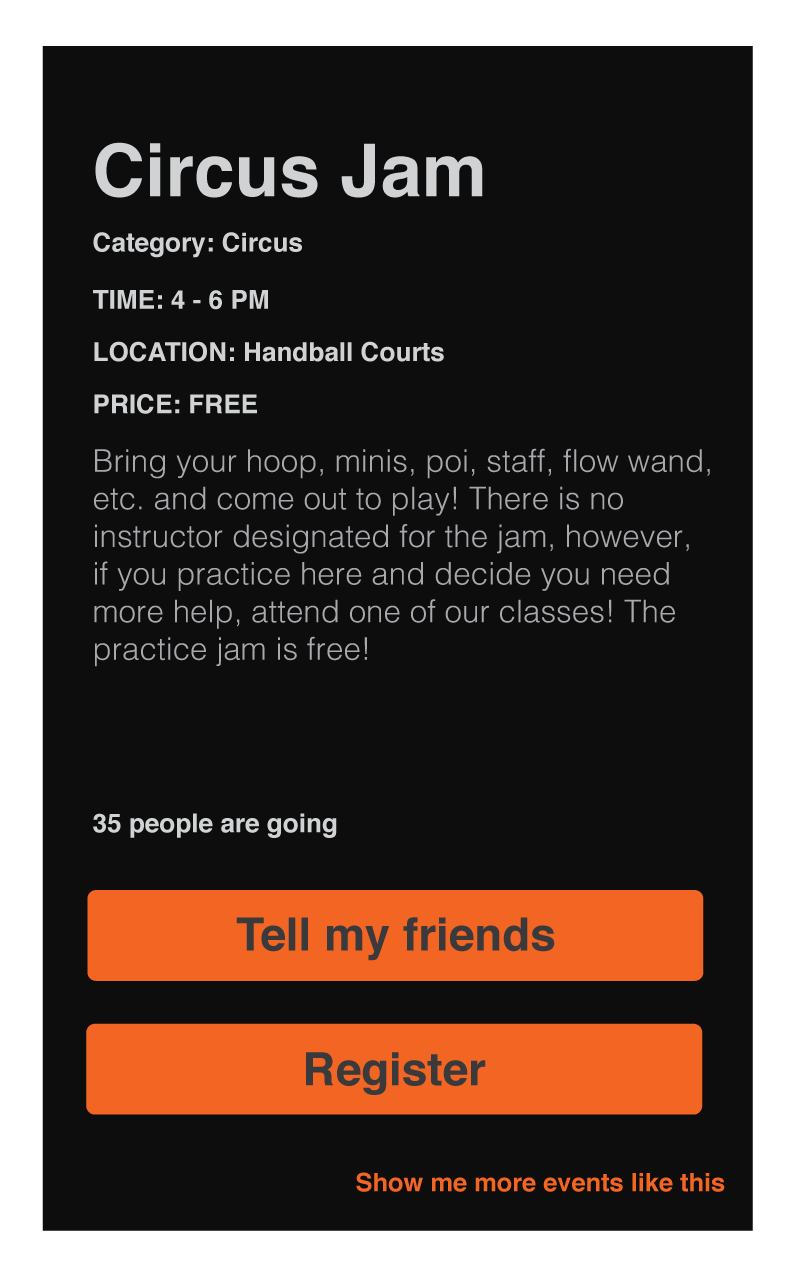 Circus Jam
Category: Circus
TIME: 4 - 6 PM
LOCATION: Handball Courts
PRICE: FREE
Bring your hoop, minis, poi, staff, flow wand,
etc. and come out to play! There is no
instructor designated for the jam, however,
if you practice here and decide you need
more help, attend one of our classes! The
practice jam is free!
35 people are going
Tell my friends
Register
Show me more events like this